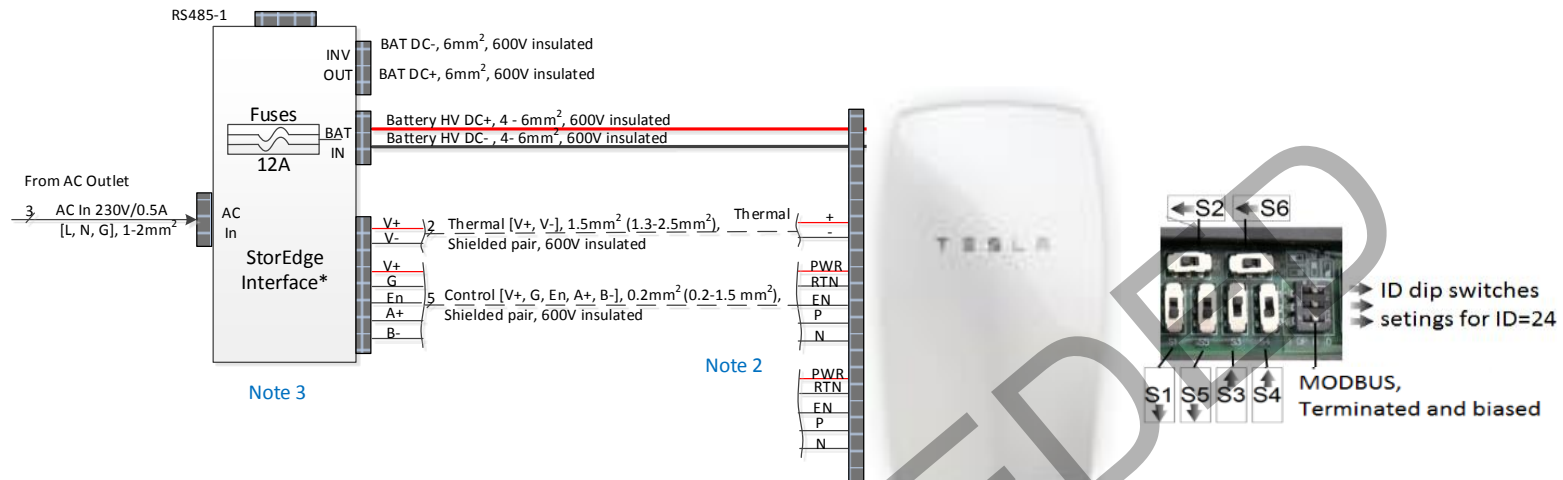 RS485-1
INV
OUT
BAT DC-, 6mm², 600V insulated
BAT DC+, 6mm², 600V insulated
Fuses
12A
BAT
IN
Battery HV DC+, 4 - 6mm², 600V insulated
Battery HV DC- , 4- 6mm², 600V insulated
From AC Outlet
3
AC In 230V/0.5A
[L, N, G], 1-2mm²
AC
In
StorEdge
Interface*
V+
V-
2
Thermal [V+, V-], 1.5mm² (1.3-2.5mm²),
Shielded pair, 600V insulated
Thermal
+
-
V+
G
En
A+
B-
5
Control [V+, G, En, A+, B-], 0.2mm² (0.2-1.5 mm²),
Shielded pair, 600V insulated
PWR
RTN
EN
P
N
Note 2
Note 3
PWR
RTN
EN
P
N
TESLA
S2
S6
ID dip switches
setings for ID=24
S1
S5
S3
S4
MODBUS,
Terminated and biased